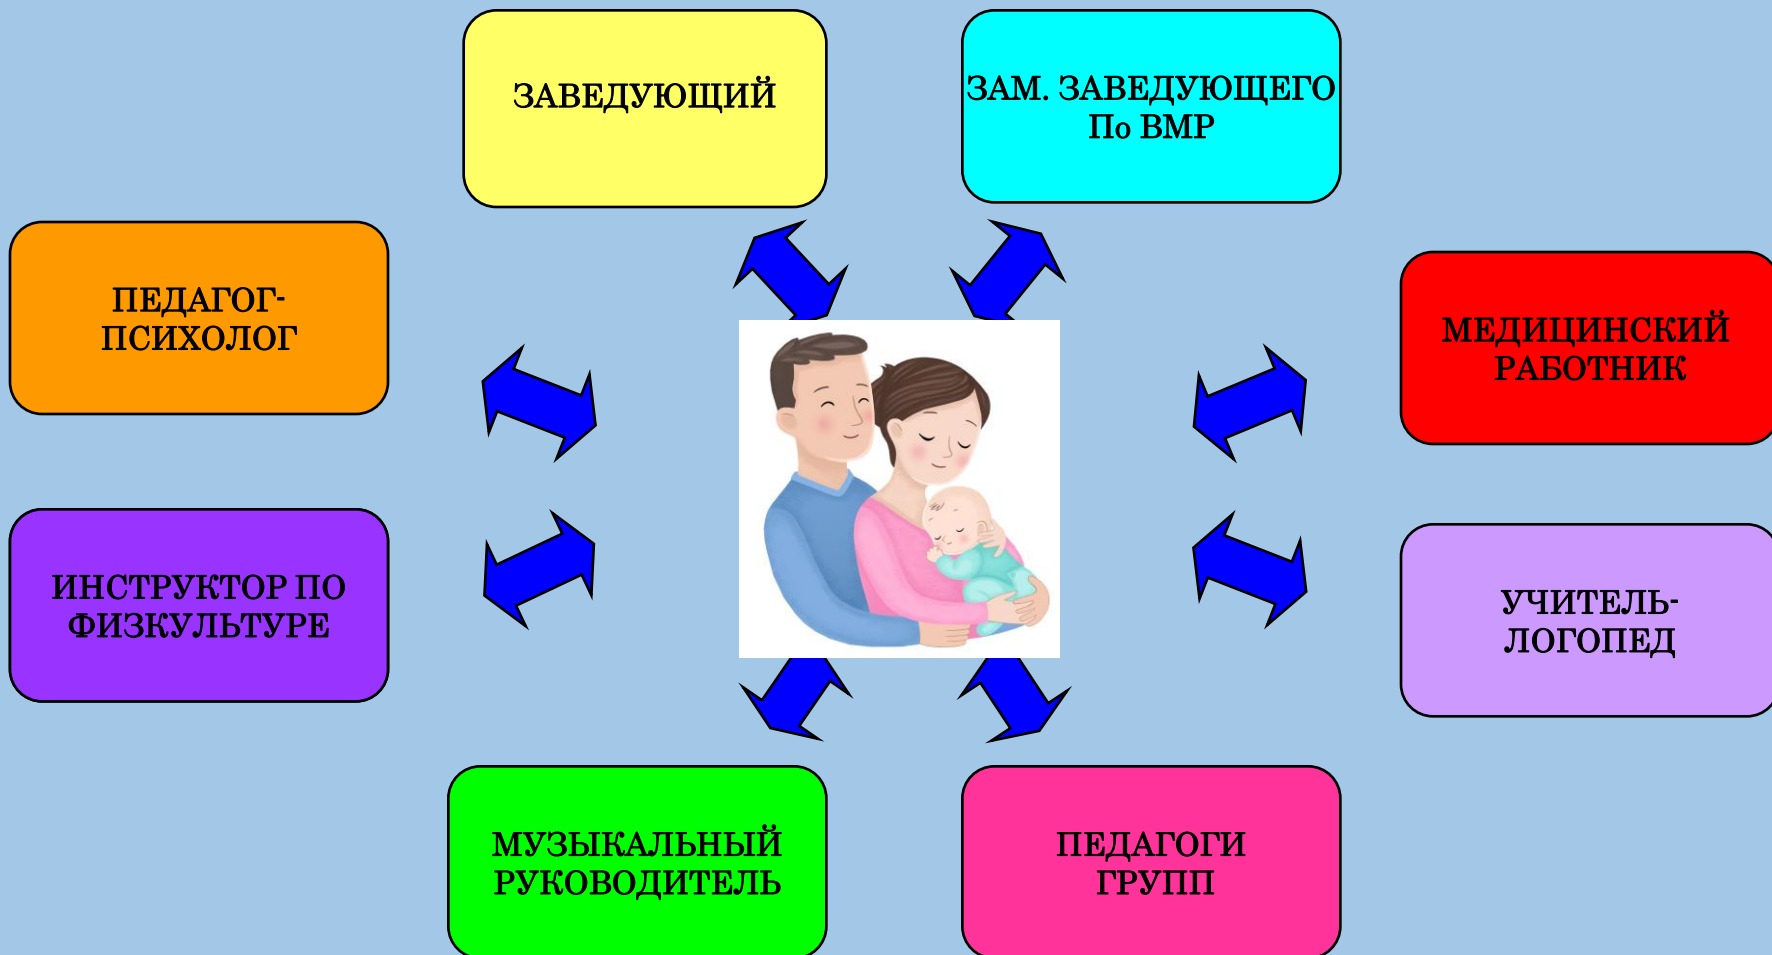 ЗАВЕДУЮЩИЙ
ЗАМ. ЗАВЕДУЮЩЕГО
По ВМР
ПЕДАГОГ-
ПСИХОЛОГ
МЕДИЦИНСКИЙ
РАБОТНИК
ИНСТРУКТОР ПО
ФИЗКУЛЬТУРЕ
УЧИТЕЛЬ-
ЛОГОПЕД
МУЗЫКАЛЬНЫЙ
РУКОВОДИТЕЛЬ
ПЕДАГОГИ
ГРУПП